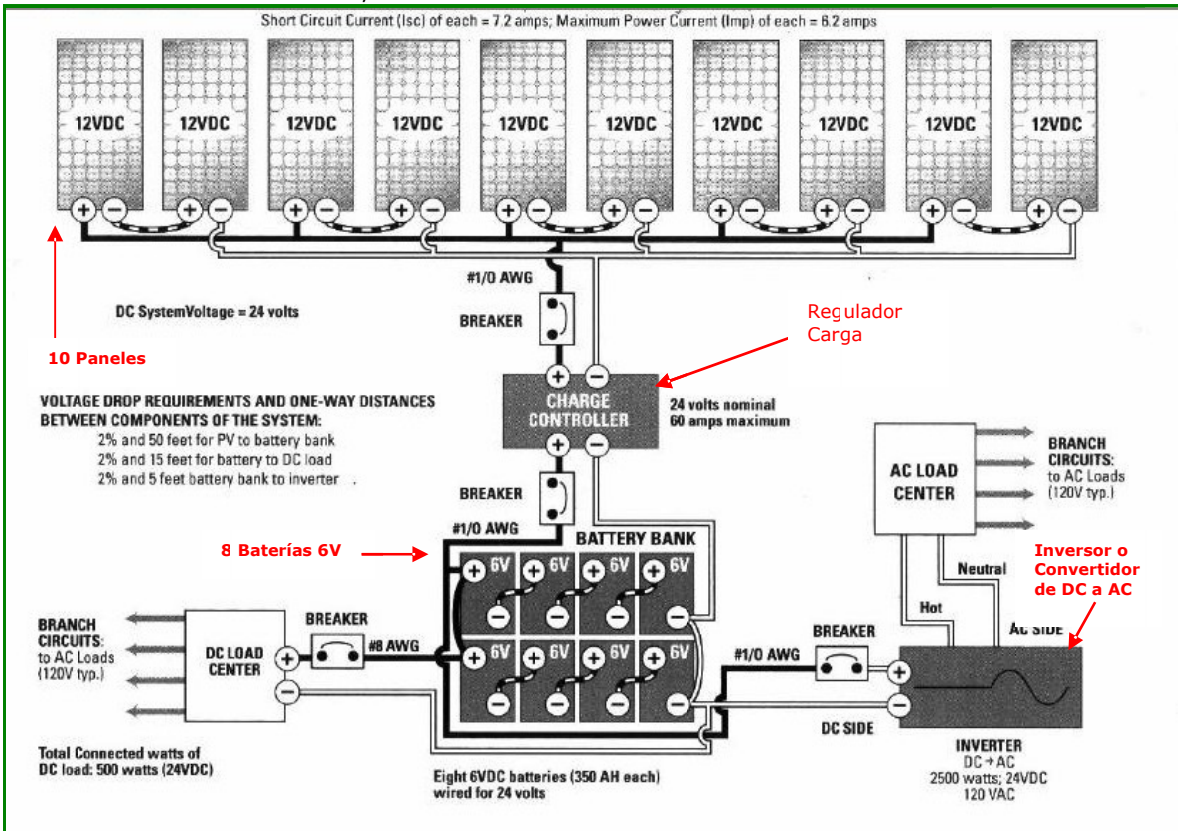 Short Circuit Current (Isc) of each = 7.2 amps; Maximum Power Current (Imp) of each = 6.2 amps
12VDC 12VDC 12VDC 12VDC 12VDC 12VDC 12VDC 12VDC 12VDC 12VDC
+ − + − + − + − + − + − + − + − + − + −
#1/0 AWG
DC SystemVoltage = 24 volts
BREAKER
Regulador
Carga
10 Paneles
+ −
VOLTAGE DROP REQUIREMENTS AND ONE-WAY DISTANCES
BETWEEN COMPONENTS OF THE SYSTEM:
2% and 50 feet for PV to battery bank
2% and 15 feet for battery to DC load
2% and 5 feet battery bank to inverter
CHARGE
CONTROLLER
+ −
24 volts nominal
60 amps maximum
AC LOAD
CENTER
BRANCH
CIRCUITS:
to AC Loads
(120V typ.)
BREAKER
#1/0 AWG
BATTERY BANK
8 Baterías 6V
+ 6V + 6V + 6V + 6V
− − − −
+ 6V + 6V + 6V + 6V
− − − −
Neutral
Hot
Inversor o
Convertidor
de DC a AC
AC SIDE
BRANCH
CIRCUITS:
to AC Loads
(120V typ.)
DC LOAD
CENTER
+
−
BREAKER
#8 AWG
BREAKER
#1/0 AWG
+
−
DC SIDE
Total Connected watts of
DC load: 500 watts (24VDC)
Eight 6VDC batteries (350 AH each)
wired for 24 volts
INVERTER
DC → AC
2500 watts; 24VDC
120 VAC